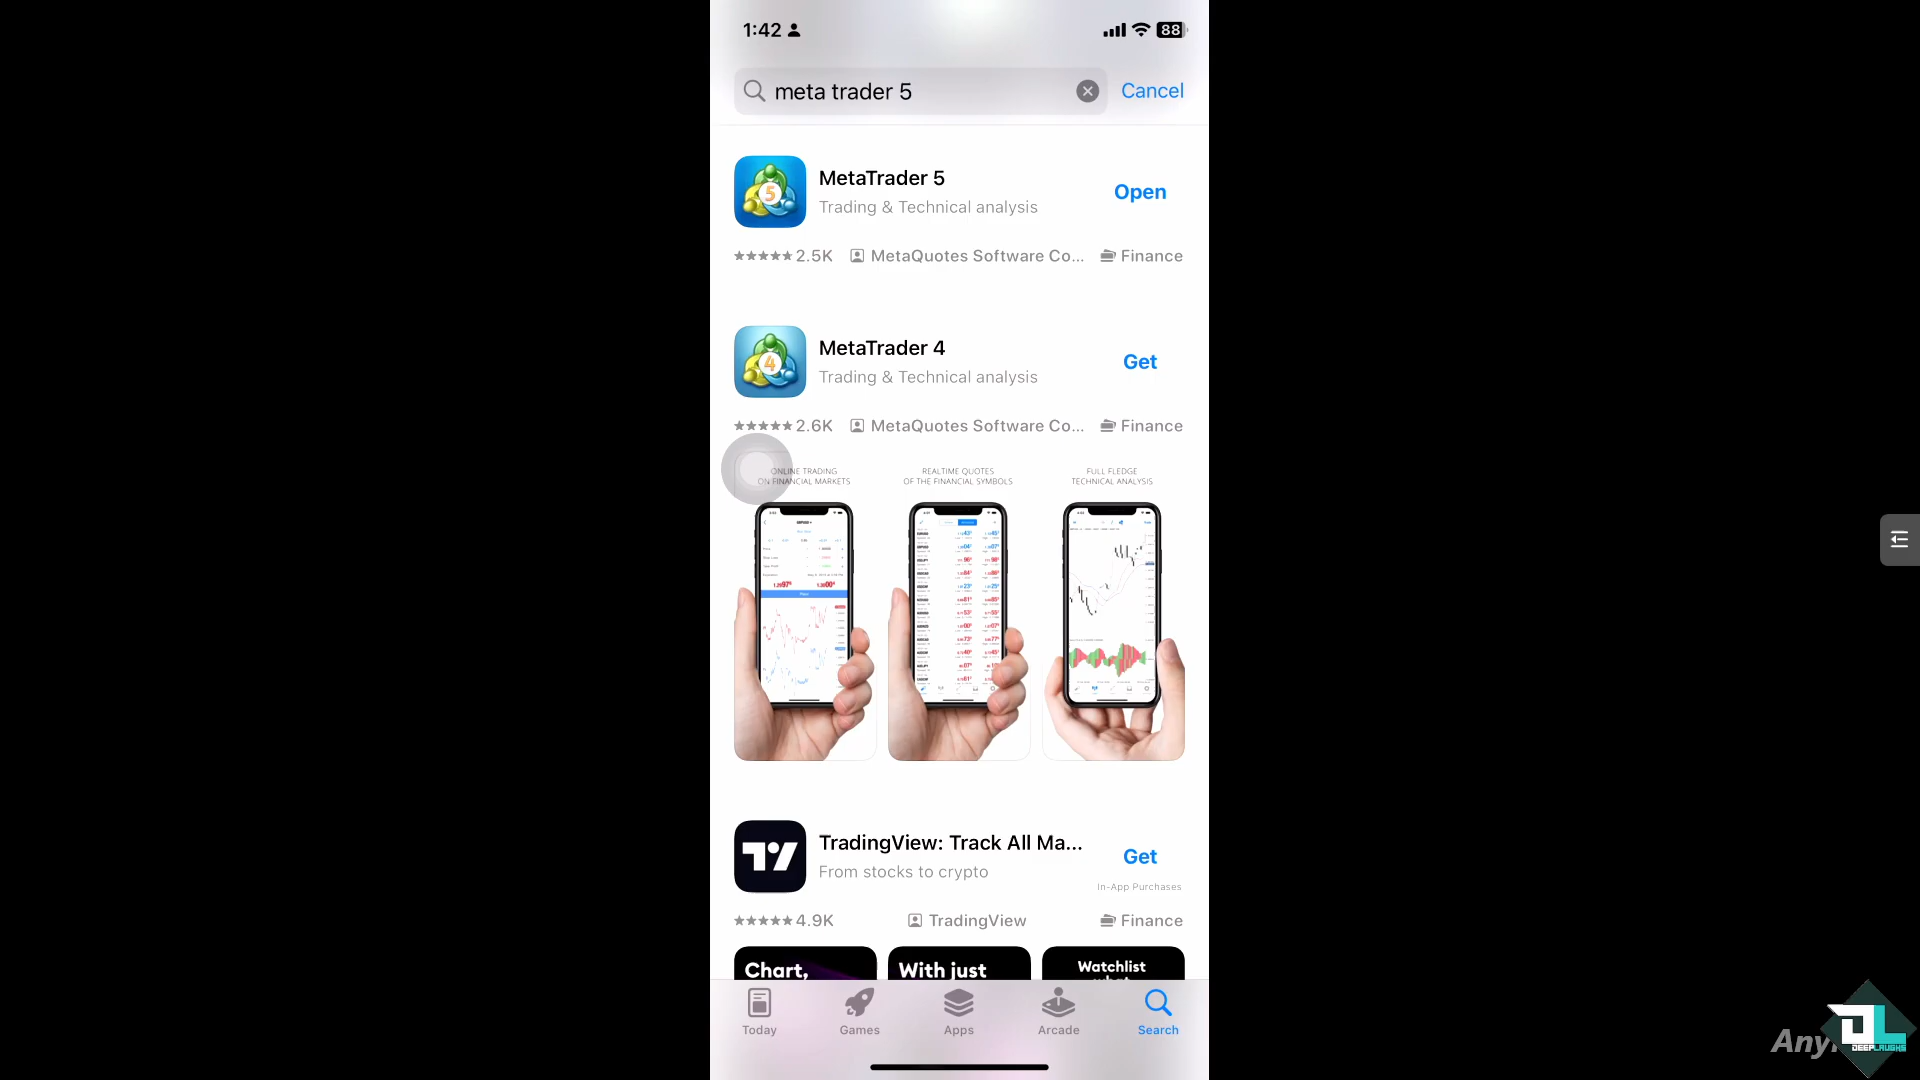 1:42
88
meta trader 5
Cancel
MetaTrader 5
Trading & Technical analysis
Open
2.5K
MetaQuotes Software Co...
Finance
MetaTrader 4
Trading & Technical analysis
Get
2.6K
MetaQuotes Software Co...
Finance
ONLINE TRADING
ON FINANCIAL MARKETS
REALTIME QUOTES
OF THE FINANCIAL SYMBOLS
FULL FLEDGE
TECHNICAL ANALYSIS
TradingView: Track All Ma...
From stocks to crypto
Get
In-App Purchases
4.9K
TradingView
Finance
Chart,
With just
Watchlist
Today
Games
Apps
Arcade
Search
Any
DEEPLAUGHS